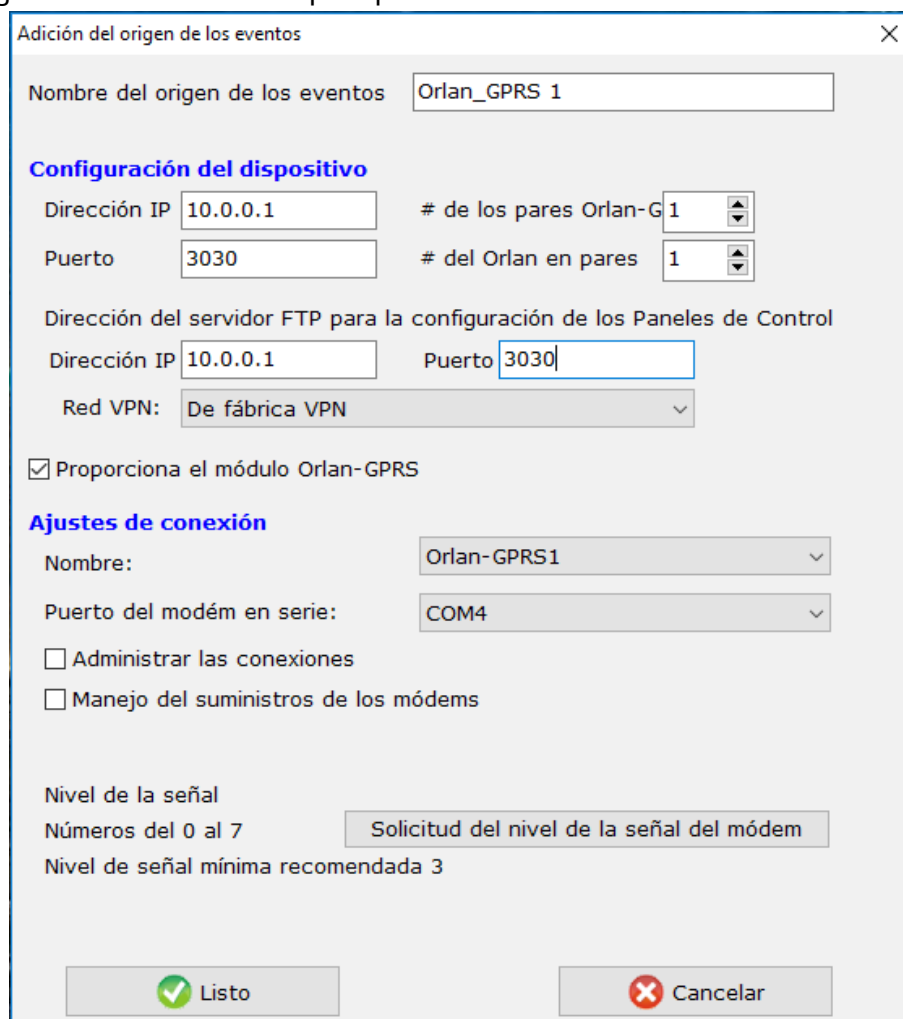 Adición del origen de los eventos
Nombre del origen de los eventos Orlan_GPRS 1
Configuración del dispositivo
Dirección IP 10.0.0.1 # de los pares Orlan-G 1
Puerto 3030 # del Orlan en pares 1
Dirección del servidor FTP para la configuración de los Paneles de Control
Dirección IP 10.0.0.1 Puerto 3030
Red VPN: De fábrica VPN
Proporciona el módulo Orlan-GPRS
Ajustes de conexión
Nombre: Orlan-GPRS1
Puerto del modém en serie: COM4
Administrar las conexiones
Manejo del suministros de los módems
Nivel de la señal
Números del 0 al 7 Solicitud del nivel de la señal del módem
Nivel de señal mínima recomendada 3
Listo Cancelar